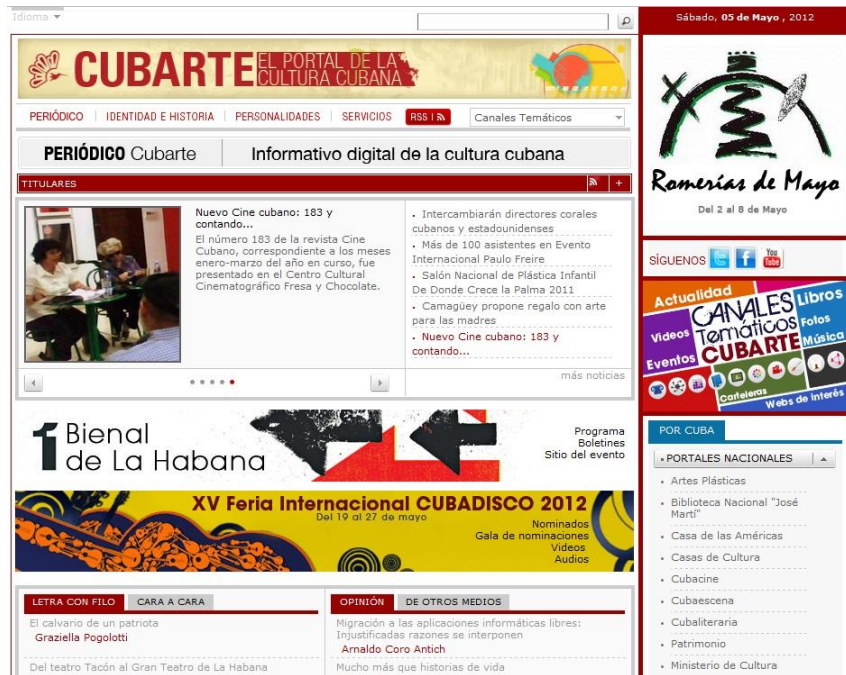 Idioma
Sábado, 05 de Mayo , 2012
CUBARTE EL PORTAL DE LA
CULTURA CUBANA
PERIÓDICO
IDENTIDAD E HISTORIA
PERSONALIDADES
SERVICIOS
RSS
Canales Temáticos
PERIÓDICO Cubarte
Informativo digital de la cultura cubana
TITULARES
+
Nuevo Cine cubano: 183 y
contando...
El número 183 de la revista Cine
Cubano, correspondiente a los meses
enero-marzo del año en curso, fue
presentado en el Centro Cultural
Cinematográfico Fresa y Chocolate.
Intercambiarán directores corales
cubanos y estadounidenses
Más de 100 asistentes en Evento
Internacional Paulo Freire
Salón Nacional de Plástica Infantil
De Donde Crece la Palma 2011
Camagüey propone regalo con arte
para las madres
Nuevo Cine cubano: 183 y
contando...
más noticias
11 Bienal
de La Habana
Programa
Boletines
Sitio del evento
XV Feria Internacional CUBADISCO 2012
Del 19 al 27 de mayo
Nominados
Gala de nominaciones
Videos
Audios
LETRA CON FILO
CARA A CARA
El calvario de un patriota
Graziella Pogolotti
Del teatro Tacón al Gran Teatro de La Habana
OPINIÓN
DE OTROS MEDIOS
Migración a las aplicaciones informáticas libres:
Injustificadas razones se interponen
Arnaldo Coro Antich
Mucho más que historias de vida
Romerías de Mayo
Del 2 al 8 de Mayo
SÍGUENOS
You
Tube
Actualidad
CANALES
Temáticos
CUBARTE
Libros
Fotos
Música
Videos
Eventos
Carteleras
Webs de interés
POR CUBA
PORTALES NACIONALES
Artes Plásticas
Biblioteca Nacional "José
Martí"
Casa de las Américas
Casas de Cultura
Cubacine
Cubaescena
Cubaliteraria
Patrimonio
Ministerio de Cultura